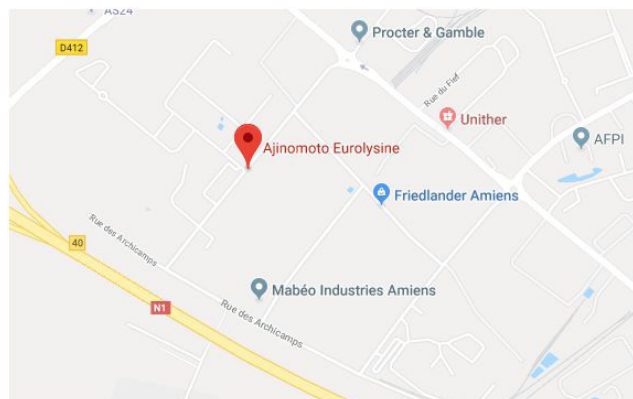 AS24
Procter & Gamble
D412
Rue du Fief
Unither
Ajinomoto Eurolysine
AFPI
Friedlander Amiens
Rue des Archicamps
40
Mabéo Industries Amiens
N1
Rue des Archicamps